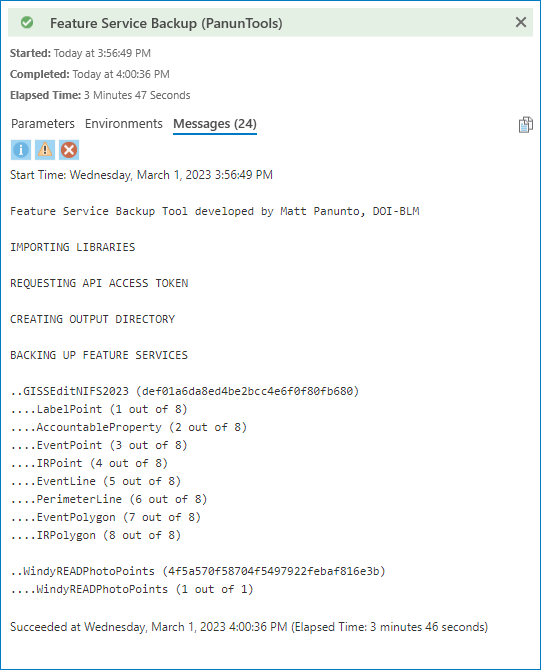 Feature Service Backup (PanunTools)
Started: Today at 3:56:49 PM
Completed: Today at 4:00:36 PM
Elapsed Time: 3 Minutes 47 Seconds
Parameters Environments Messages (24)
Start Time: Wednesday, March 1, 2023 3:56:49 PM
Feature Service Backup Tool developed by Matt Panunto, DOI-BLM
IMPORTING LIBRARIES
REQUESTING API ACCESS TOKEN
CREATING OUTPUT DIRECTORY
BACKING UP FEATURE SERVICES
..GISSEditNIFS2023 (def01a6da8ed4be2bcc4e6f0f80fb680)
....LabelPoint (1 out of 8)
....AccountableProperty (2 out of 8)
....EventPoint (3 out of 8)
....IRPoint (4 out of 8)
....EventLine (5 out of 8)
....PerimeterLine (6 out of 8)
....EventPolygon (7 out of 8)
....IRPolygon (8 out of 8)
..WindyREADPhotoPoints (4f5a570f58704f5497922febaf816e3b)
....WindyREADPhotoPoints (1 out of 1)
Succeeded at Wednesday, March 1, 2023 4:00:36 PM (Elapsed Time: 3 minutes 46 seconds)